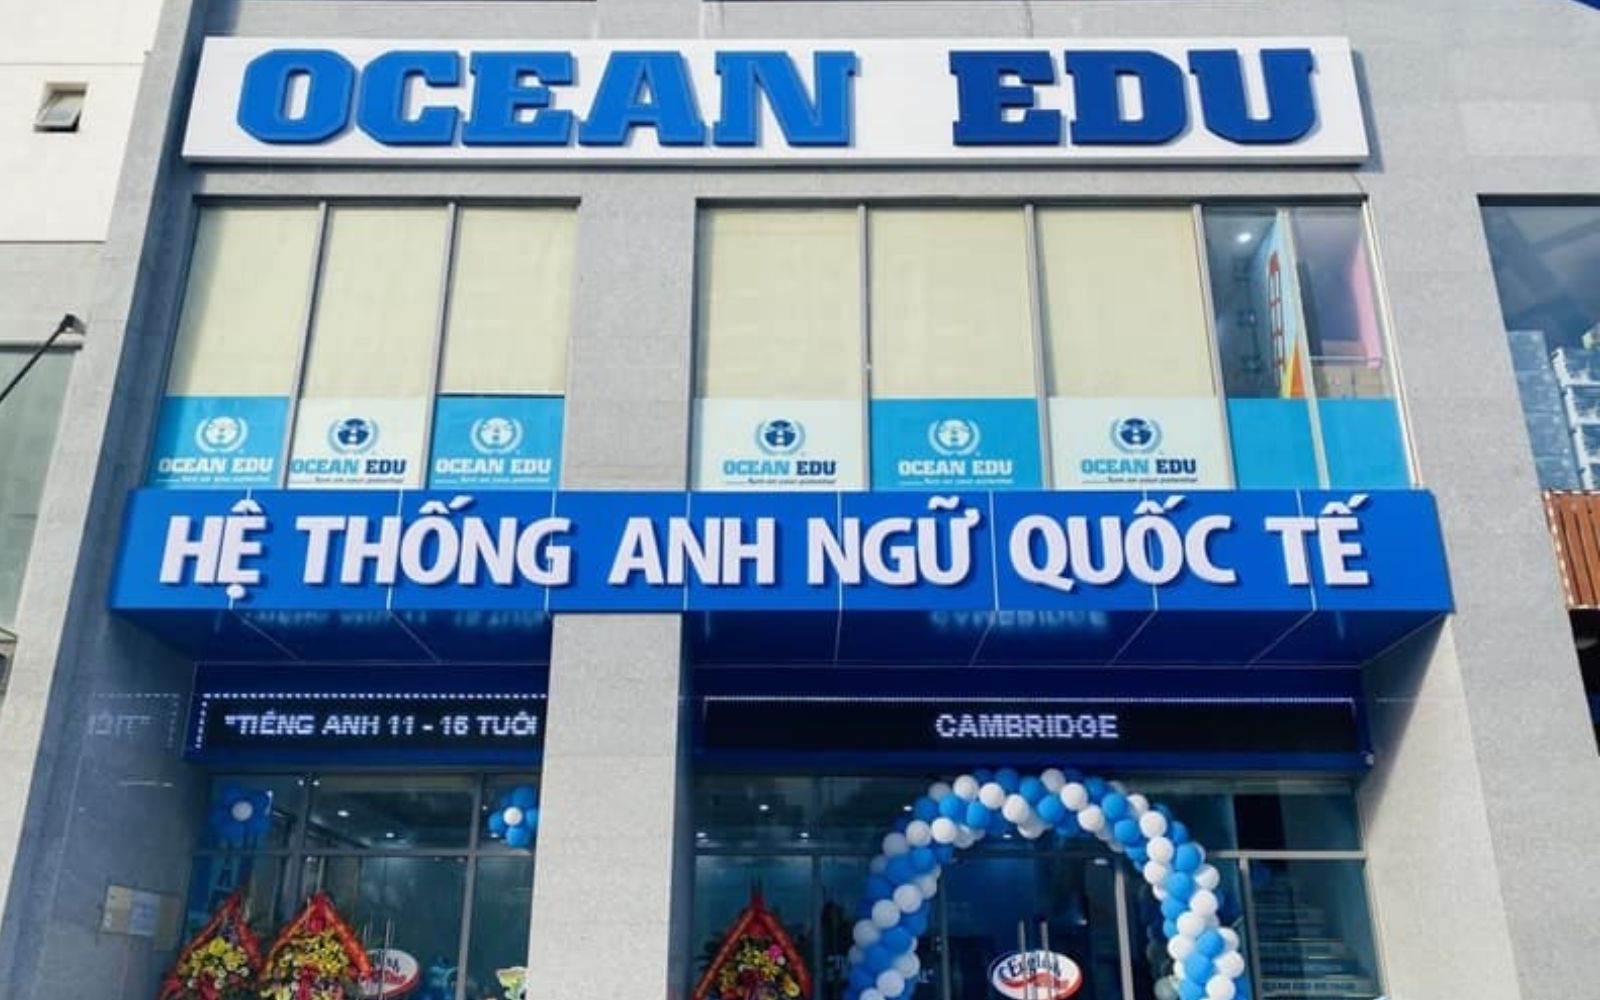 OCEAN EDU
OCEAN EDU
OCEAN EDU
OCEAN EDU
OCEAN EDU
OCEAN EDU
OCEAN EDU
HỆ THỐNG ANH NGỮ QUỐC TẾ
"TIẾNG ANH 11 - 16 TUỔI
CAMBRIDGE
English